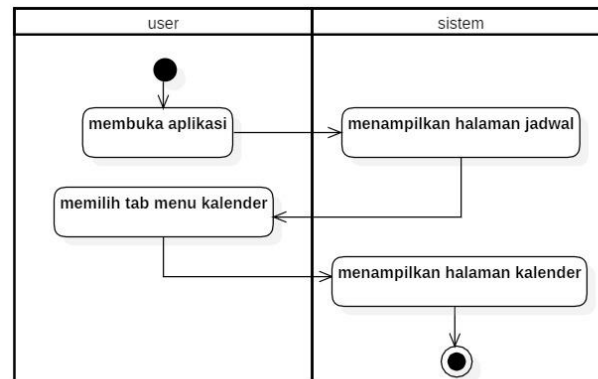 user
sistem
membuka aplikasi
menampilkan halaman jadwal
memilih tab menu kalender
menampilkan halaman kalender